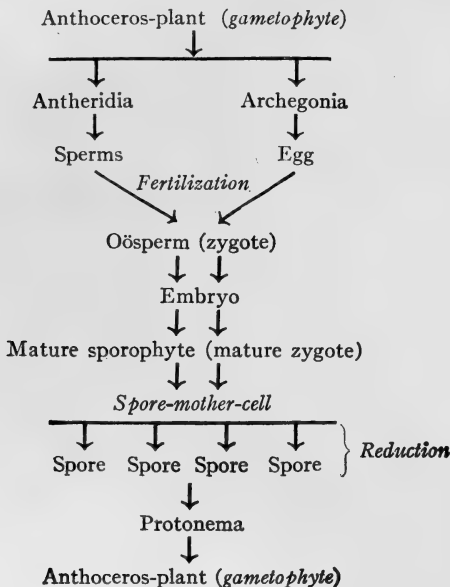 Anthoceros-plant (gametophyte)
Antheridia Archegonia
Sperms Egg
Fertilization
Oösperm (zygote)
Embryo
Mature sporophyte (mature zygote)
Spore-mother-cell
Spore Spore Spore Spore
Reduction
Protonema
Anthoceros-plant (gametophyte)